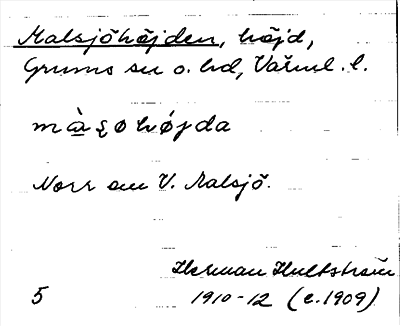 Malsjöhöjden, höjd,
Grums sn o. hd, Värml. l.
Norr om V. Malsjö.
Herman Hultström
5 1910-12 (c. 1909)